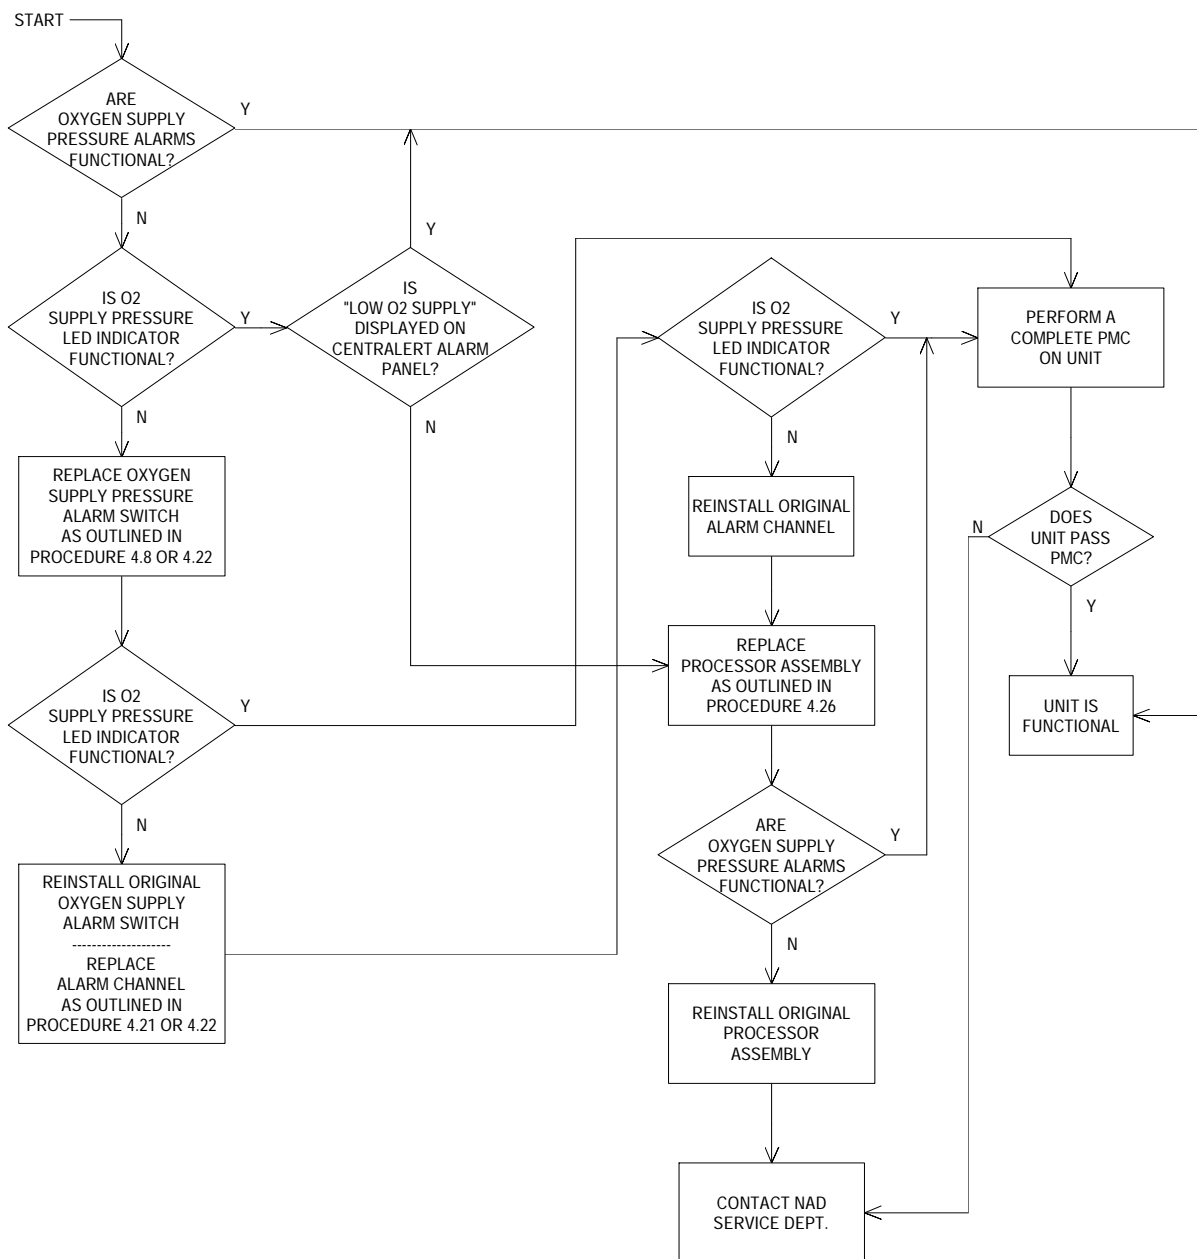 START
ARE
OXYGEN SUPPLY
PRESSURE ALARMS
FUNCTIONAL?
Y
N
IS O2
SUPPLY PRESSURE
LED INDICATOR
FUNCTIONAL?
Y
N
IS
"LOW O2 SUPPLY"
DISPLAYED ON
CENTRALERT ALARM
PANEL?
Y
N
REPLACE OXYGEN
SUPPLY PRESSURE
ALARM SWITCH
AS OUTLINED IN
PROCEDURE 4.8 OR 4.22
IS O2
SUPPLY PRESSURE
LED INDICATOR
FUNCTIONAL?
Y
N
REINSTALL ORIGINAL
OXYGEN SUPPLY
ALARM SWITCH
--------------------
REPLACE
ALARM CHANNEL
AS OUTLINED IN
PROCEDURE 4.21 OR 4.22
IS O2
SUPPLY PRESSURE
LED INDICATOR
FUNCTIONAL?
Y
N
REINSTALL ORIGINAL
ALARM CHANNEL
REPLACE
PROCESSOR ASSEMBLY
AS OUTLINED IN
PROCEDURE 4.26
ARE
OXYGEN SUPPLY
PRESSURE ALARMS
FUNCTIONAL?
Y
N
REINSTALL ORIGINAL
PROCESSOR
ASSEMBLY
CONTACT NAD
SERVICE DEPT.
PERFORM A
COMPLETE PMC
ON UNIT
DOES
UNIT PASS
PMC?
N
Y
UNIT IS
FUNCTIONAL